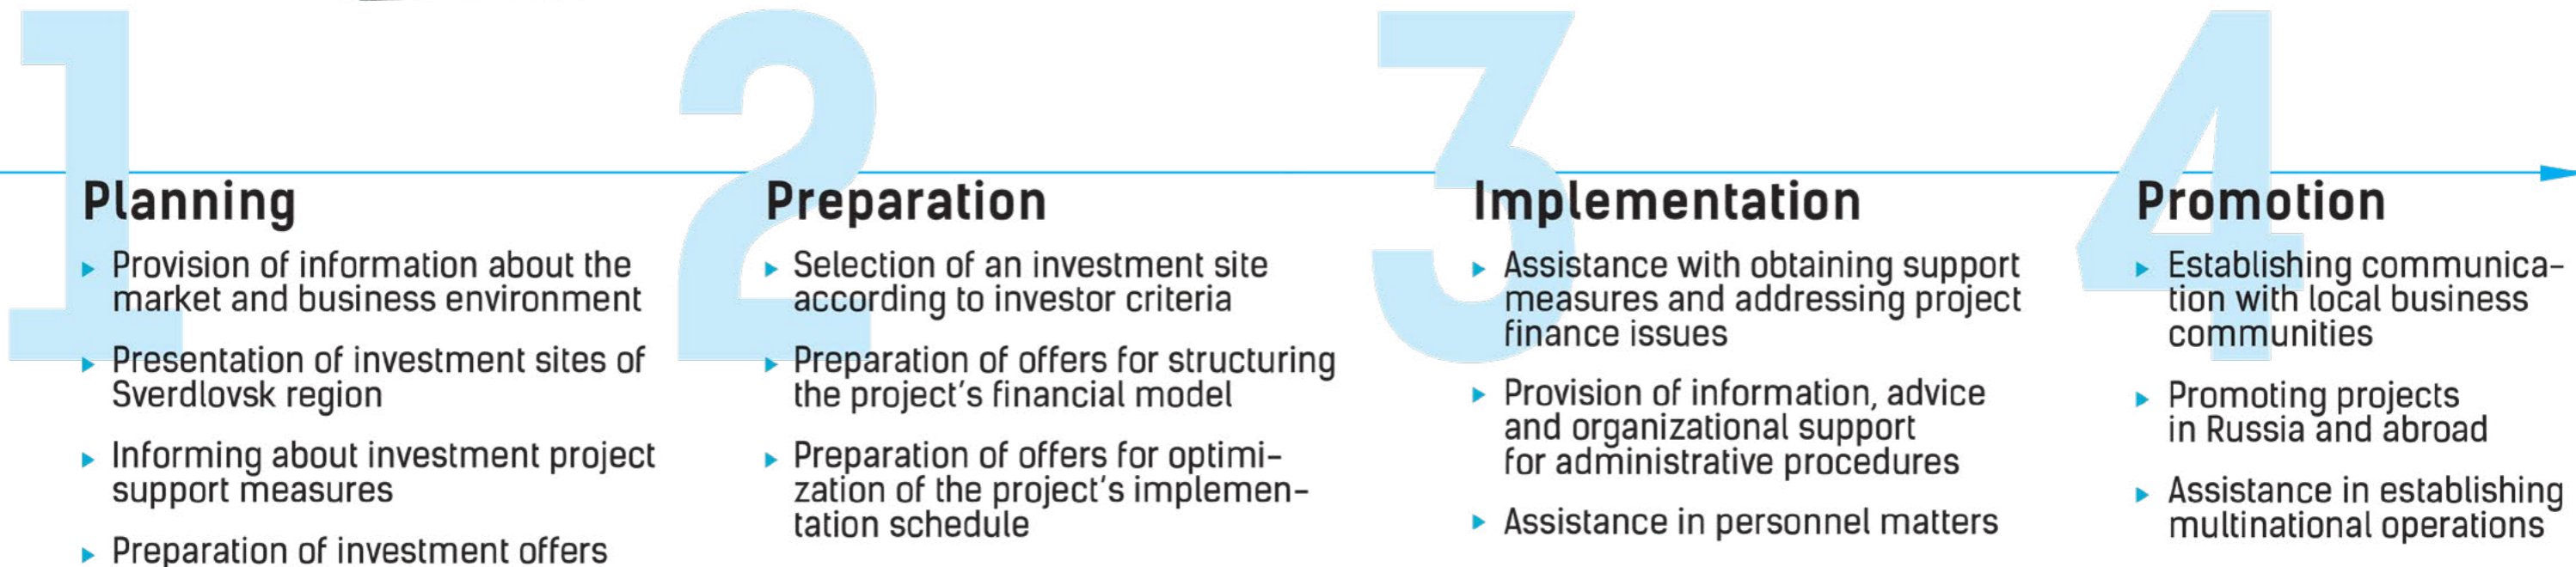 1
Planning
Provision of information about the
market and business environment
Presentation of investment sites of
Sverdlovsk region
Informing about investment project
support measures
Preparation of investment offers
2
Preparation
Selection of an investment site
according to investor criteria
Preparation of offers for structuring
the project's financial model
Preparation of offers for optimi-
zation of the project's implemen-
tation schedule
3
Implementation
Assistance with obtaining support
measures and addressing project
finance issues
Provision of information, advice
and organizational support
for administrative procedures
Assistance in personnel matters
4
Promotion
Establishing communica-
tion with local business
communities
Promoting projects
in Russia and abroad
Assistance in establishing
multinational operations